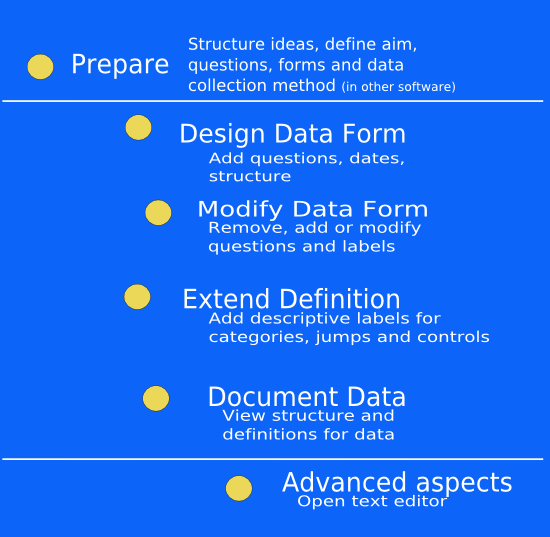 Prepare
Structure ideas, define aim,
questions, forms and data
collection method (in other software)
Design Data Form
Add questions, dates,
structure
Modify Data Form
Remove, add or modify
questions and labels
Extend Definition
Add descriptive labels for
categories, jumps and controls
Document Data
View structure and
definitions for data
Advanced aspects
Open text editor